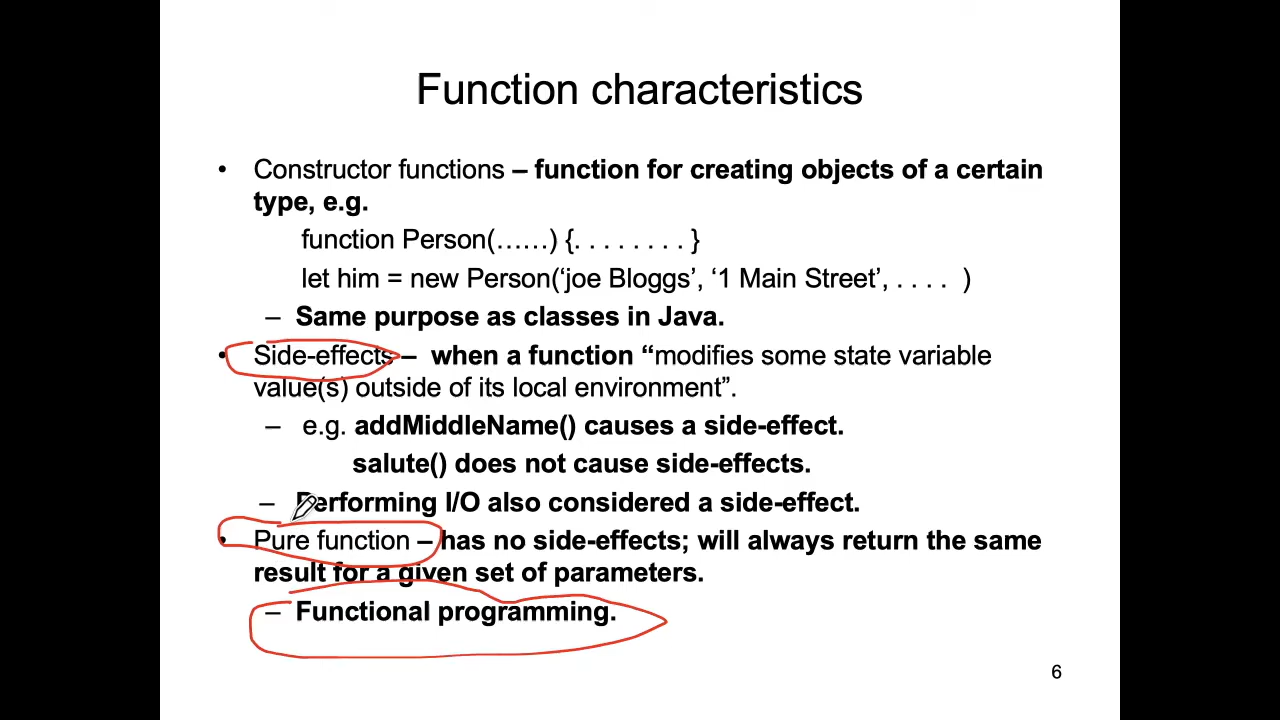 Function characteristics
• Constructor functions – function for creating objects of a certain
type, e.g.
function Person(……) {. . . . . . . . }
let him = new Person(‘joe Bloggs’, ‘1 Main Street’, . . . .  )
– Same purpose as classes in Java.
• Side-effects – when a function “modifies some state variable
value(s) outside of its local environment”.
– e.g. addMiddleName() causes a side-effect.
salute() does not cause side-effects.
– Performing I/O also considered a side-effect.
• Pure function – has no side-effects; will always return the same
result for a given set of parameters.
– Functional programming.
6